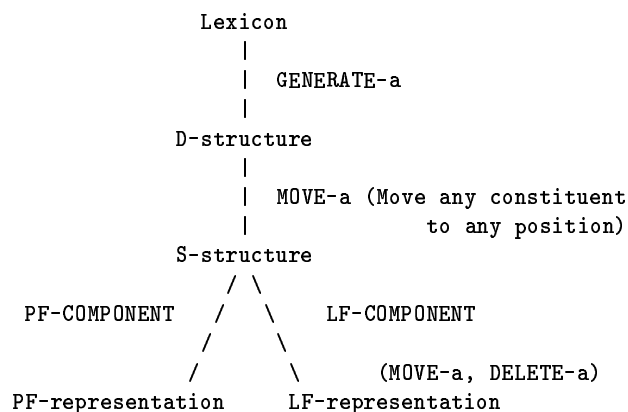 Lexicon
GENERATE-a
D-structure
MOVE-a (Move any constituent
to any position)
S-structure
PF-COMPONENT LF-COMPONENT
(MOVE-a, DELETE-a)
PF-representation LF-representation